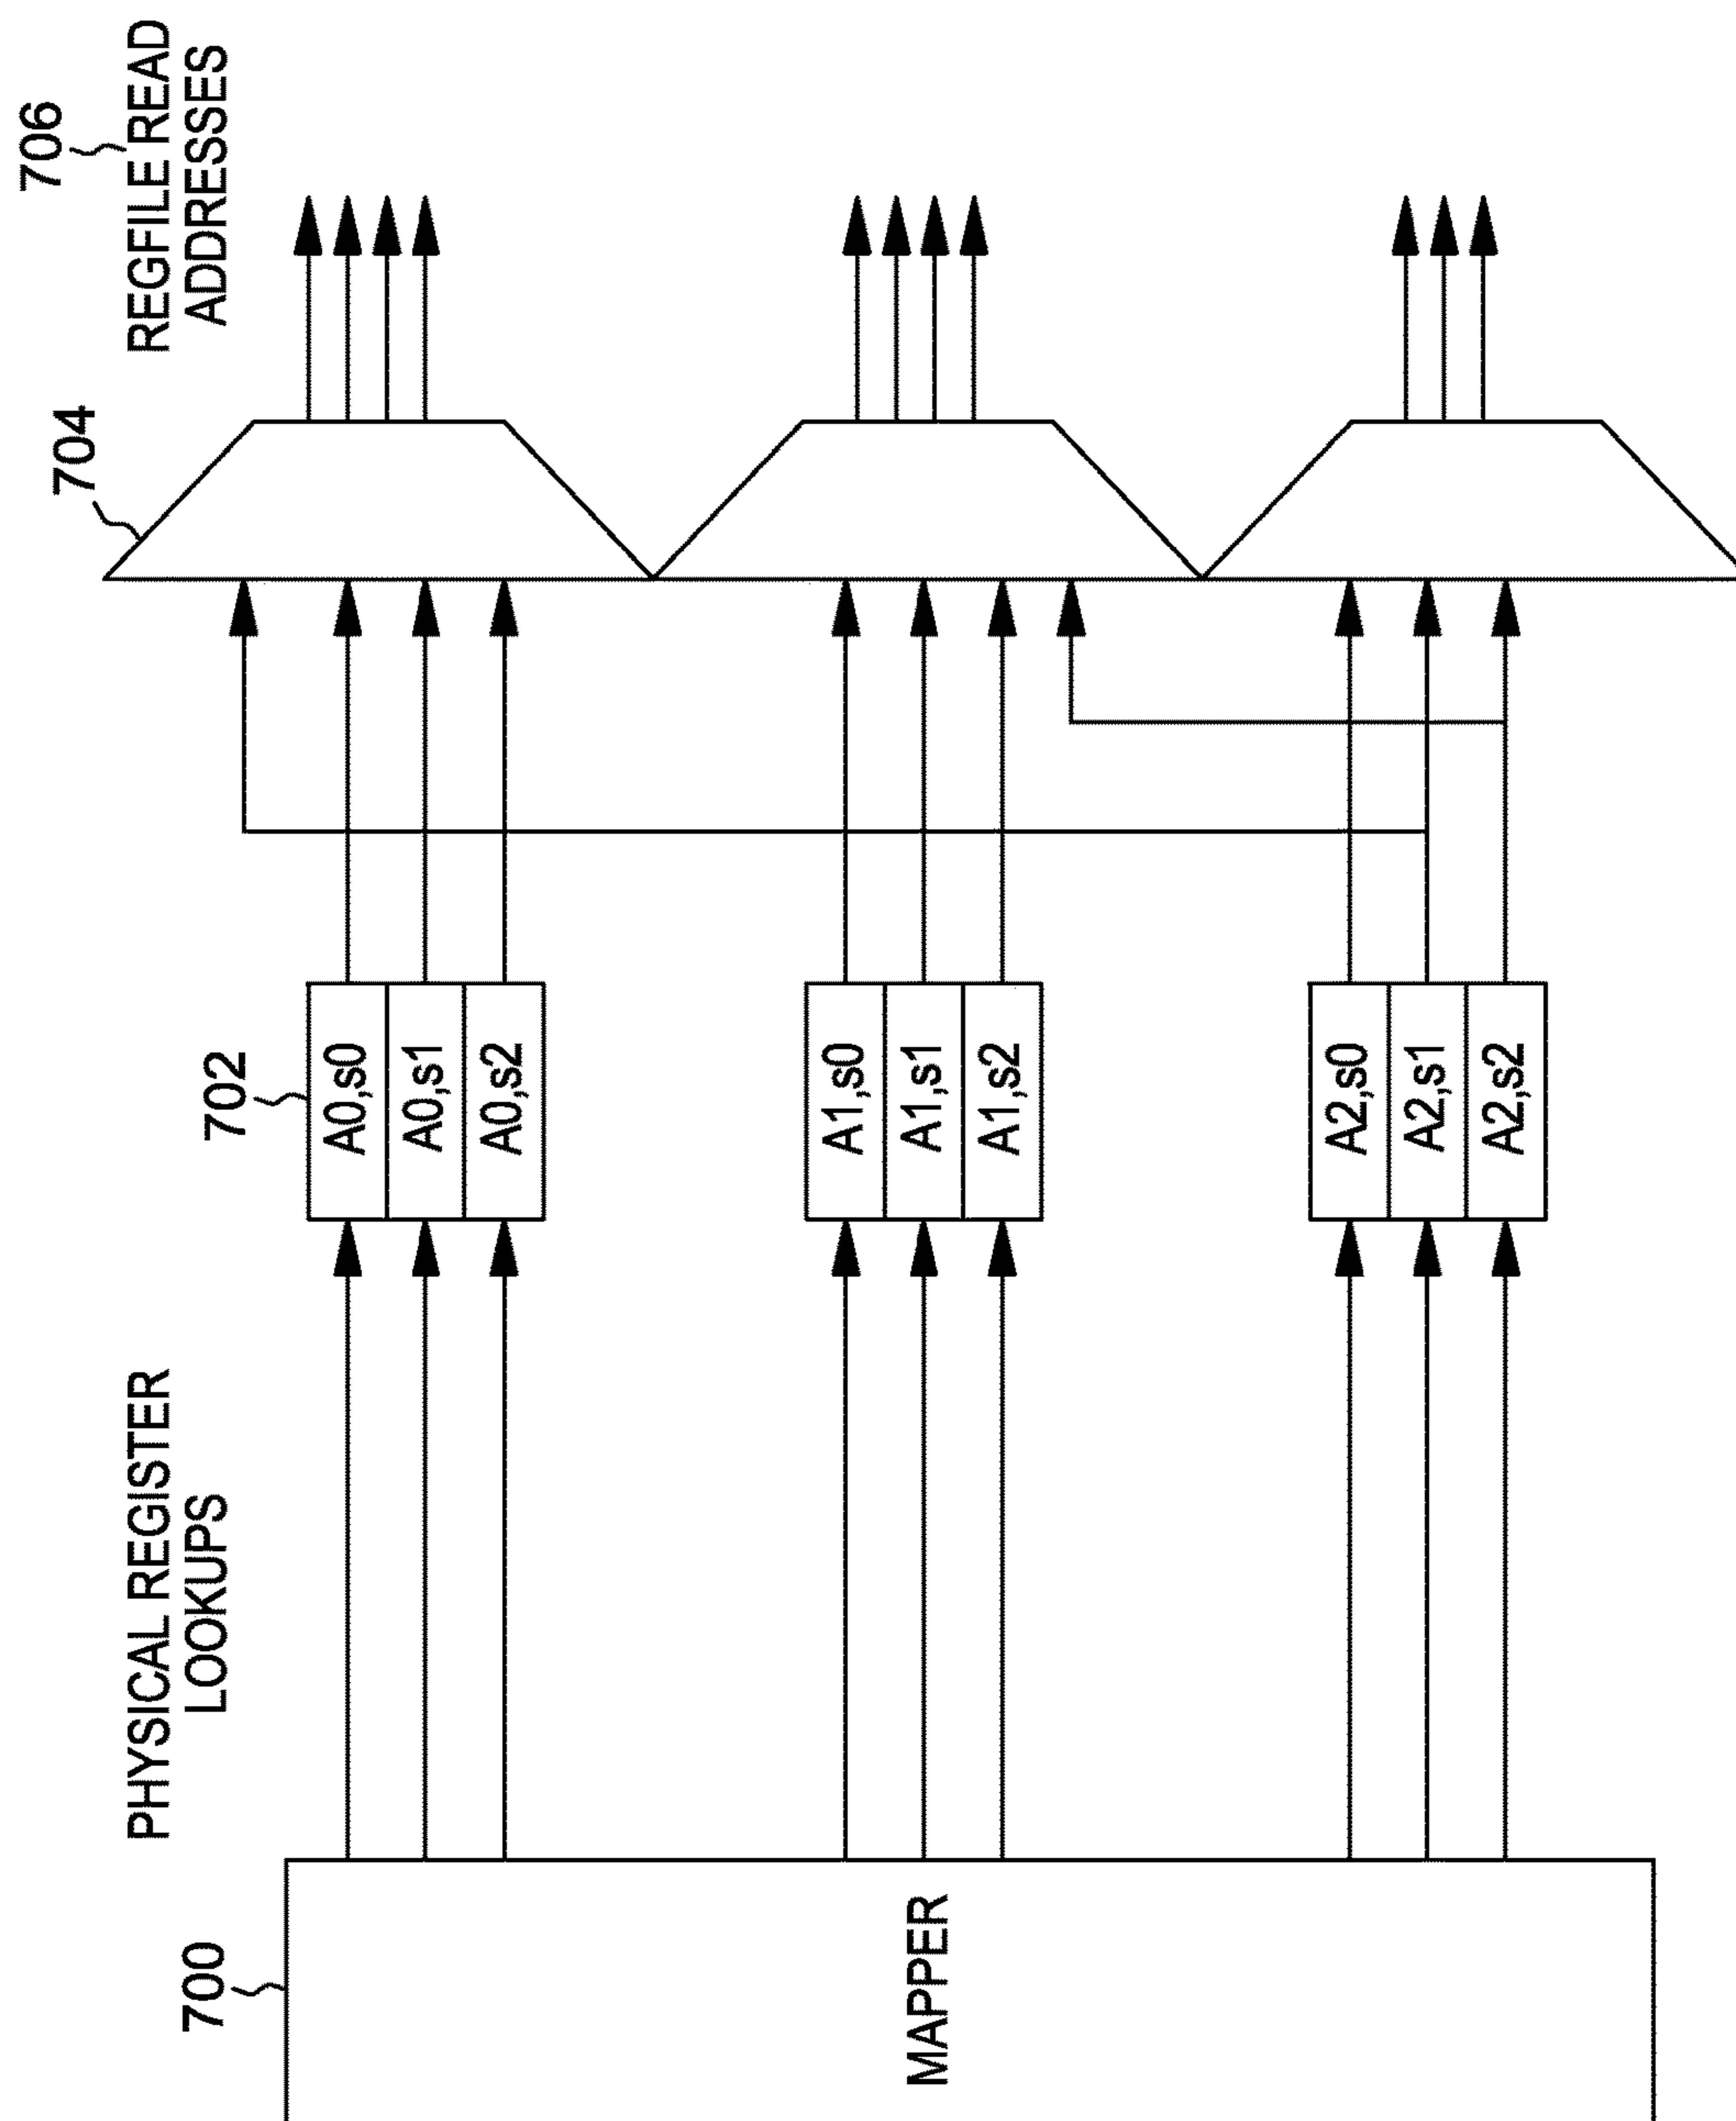 700
MAPPER
PHYSICAL REGISTER
LOOKUPS
702
A0,s0
A0,s1
A0,s2
A1,s0
A1,s1
A1,s2
A2,s0
A2,s1
A2,s2
704
706
REGFILE READ
ADDRESSES